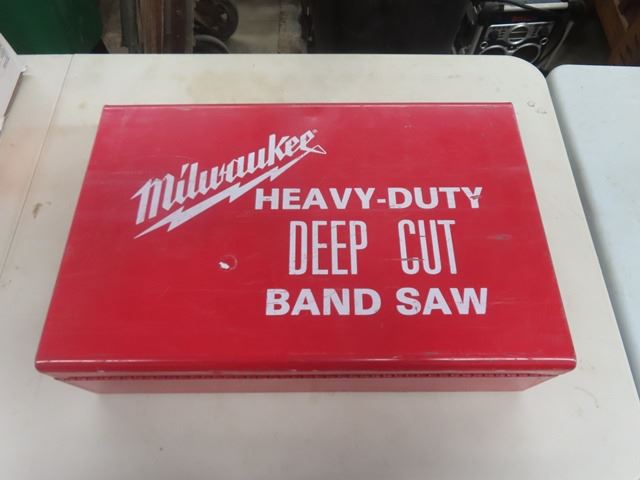 Milwaukee
HEAVY-DUTY
DEEP CUT
BAND SAW